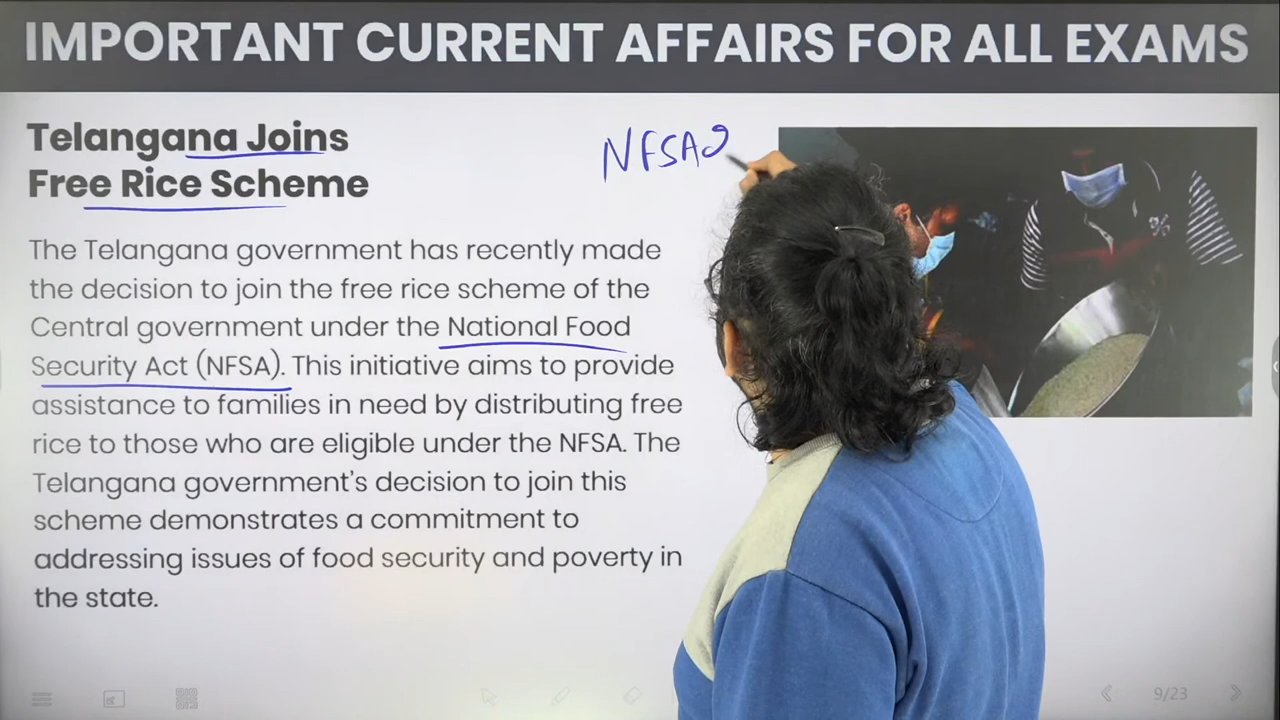 IMPORTANT CURRENT AFFAIRS FOR ALL EXAMS
Telangana Joins
Free Rice Scheme
NFSA
The Telangana government has recently made
the decision to join the free rice scheme of the
Central government under the National Food
Security Act (NFSA). This initiative aims to provide
assistance to families in need by distributing free
rice to those who are eligible under the NFSA. The
Telangana government's decision to join this
scheme demonstrates a commitment to
addressing issues of food security and poverty in
the state.
9/23